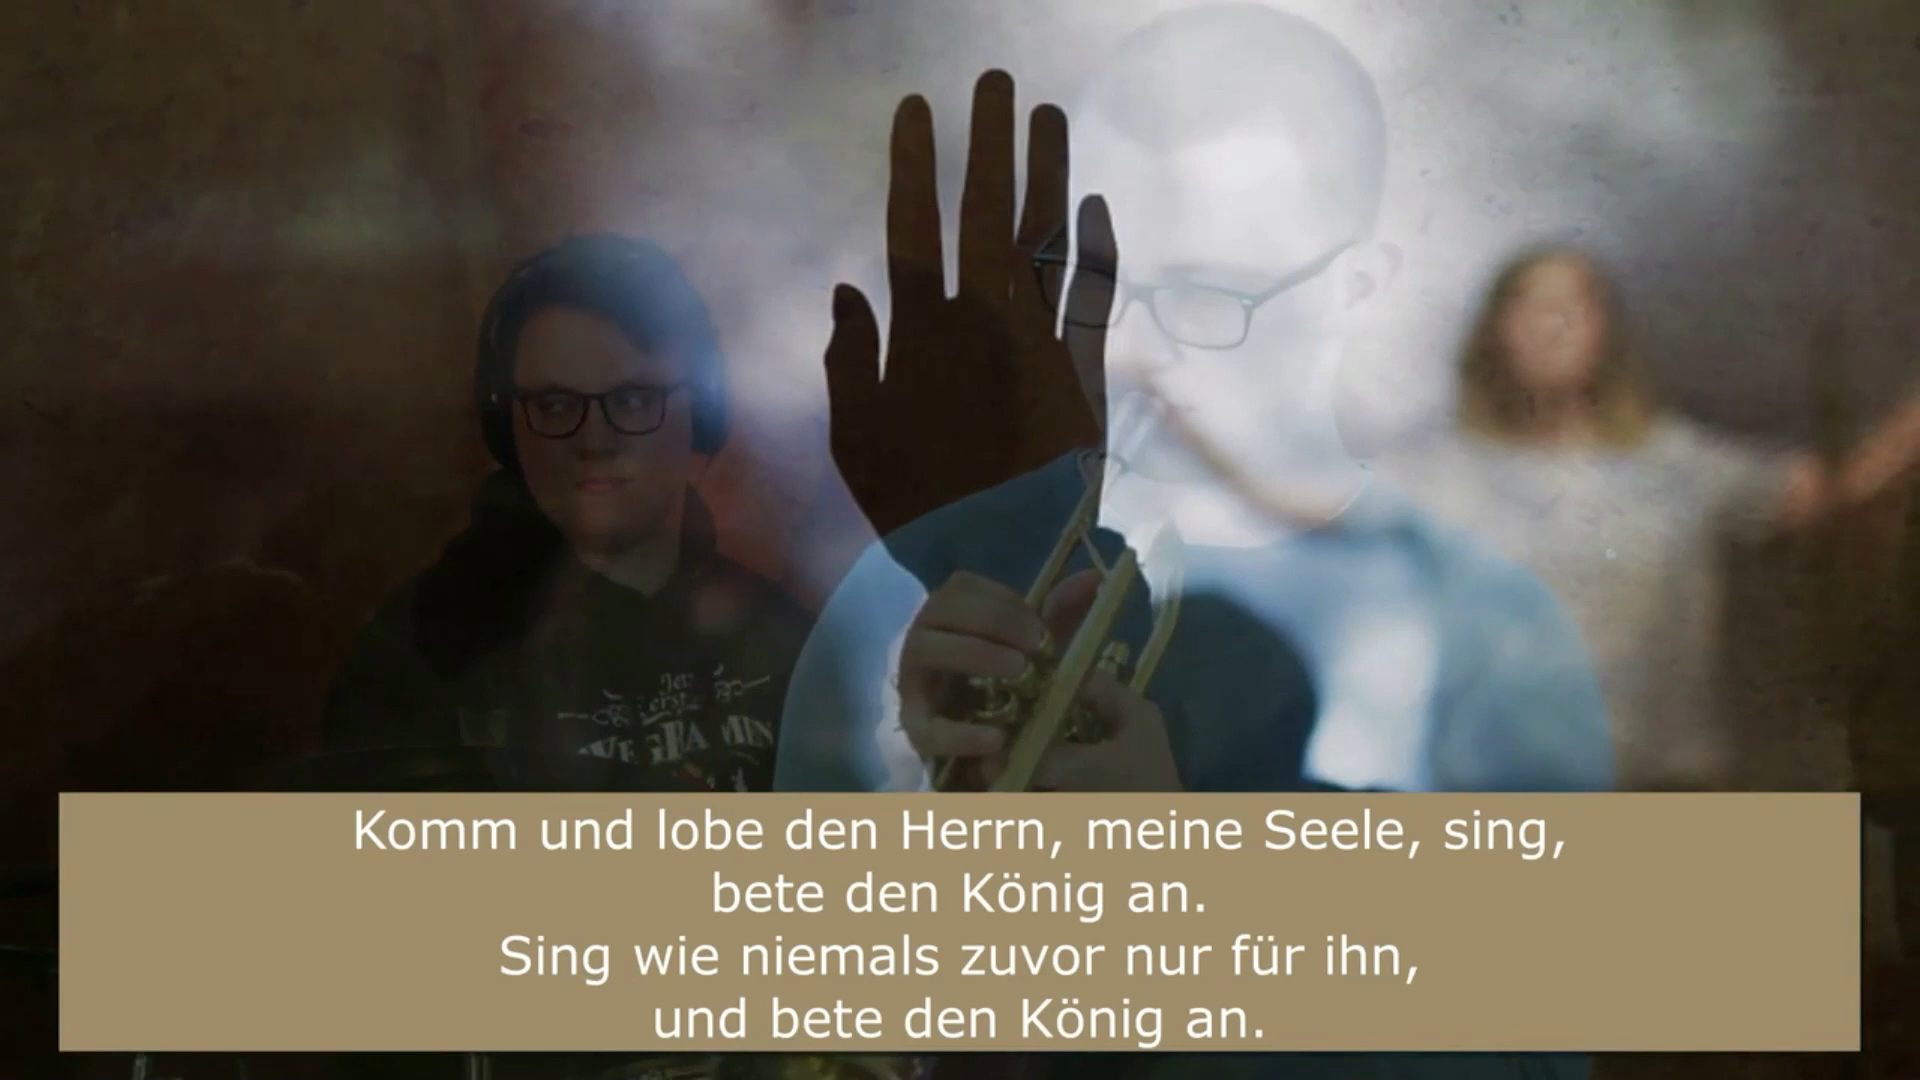 Komm und lobe den Herrn, meine Seele, sing,
bete den König an.
Sing wie niemals zuvor nur für ihn,
und bete den König an.